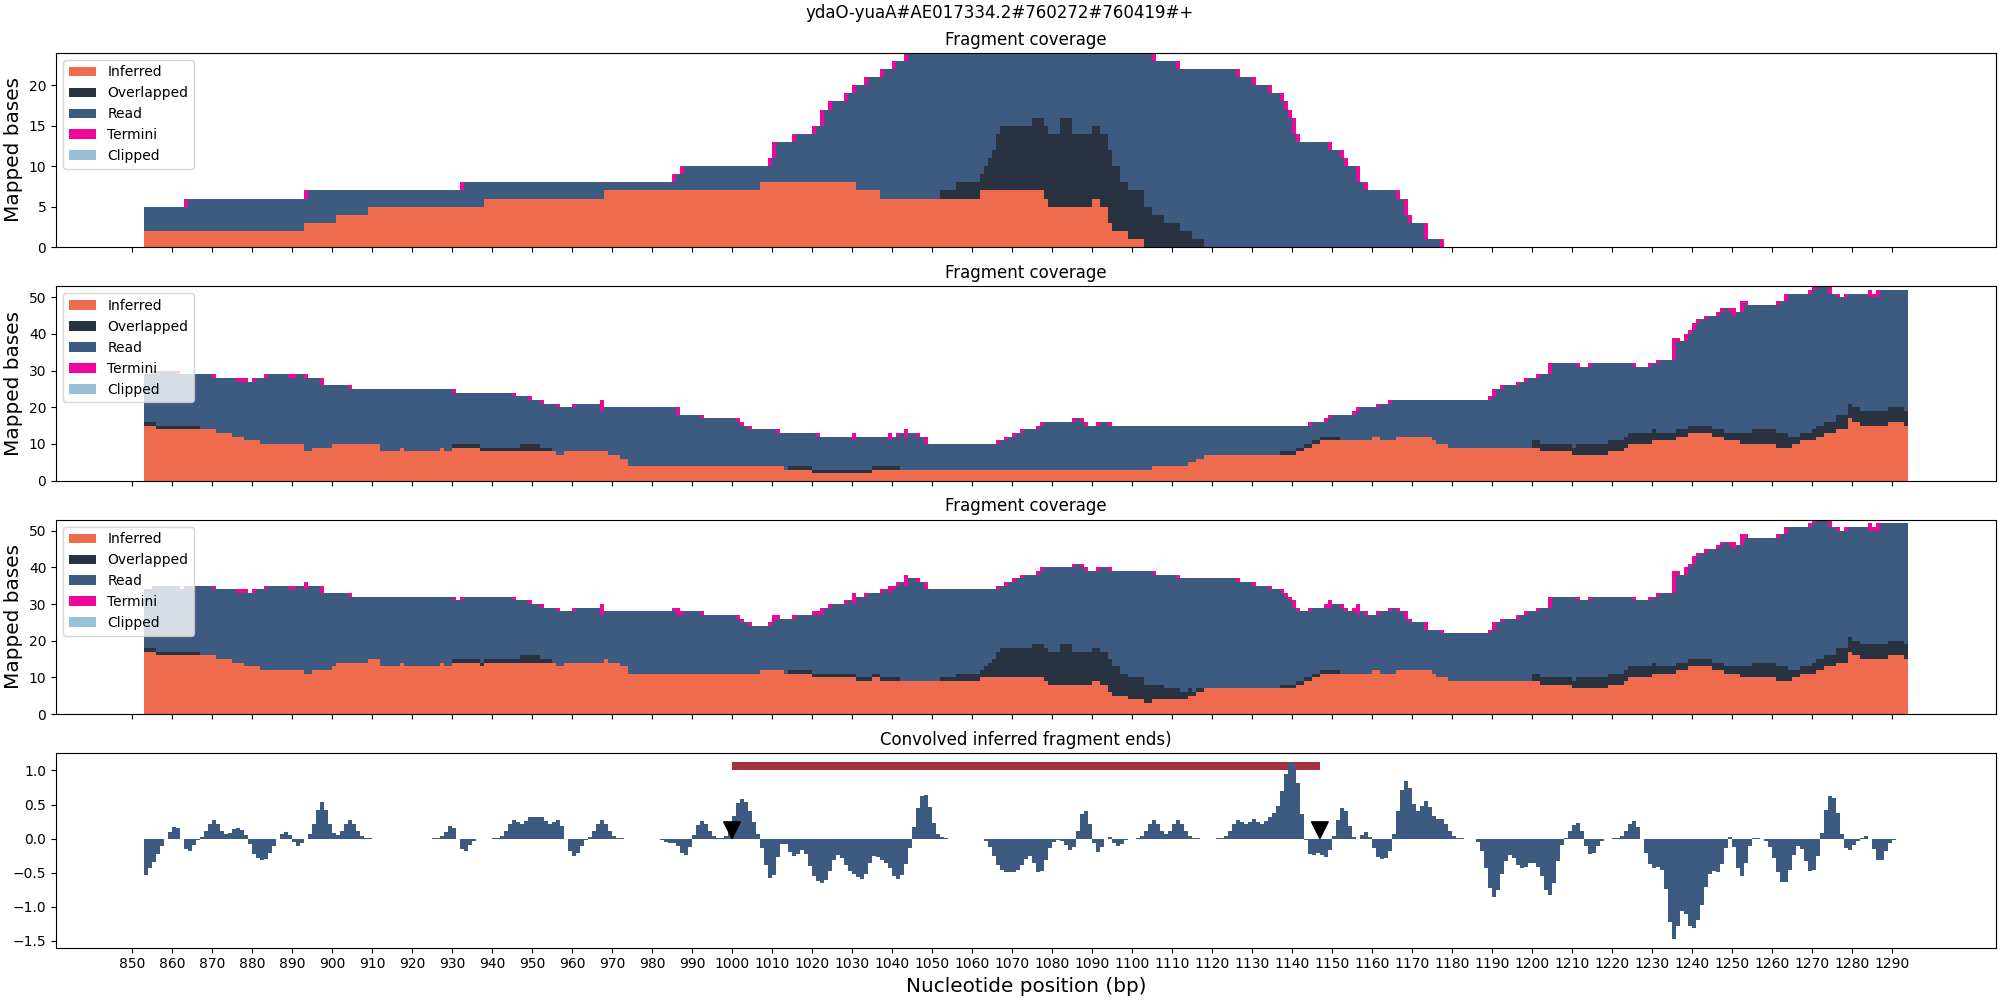 ydaO-yuaA#AE017334.2#760272#760419#+
Fragment coverage
Mapped bases
20
15
10
5
0
Inferred
Overlapped
Read
Termini
Clipped
Fragment coverage
Mapped bases
50
40
30
20
10
0
Inferred
Overlapped
Read
Termini
Clipped
Fragment coverage
Mapped bases
50
40
30
20
10
0
Inferred
Overlapped
Read
Termini
Clipped
Convolved inferred fragment ends)
1.0
0.5
0.0
−0.5
−1.0
−1.5
850 860 870 880 890 900 910 920 930 940 950 960 970 980 990 1000 1010 1020 1030 1040 1050 1060 1070 1080 1090 1100 1110 1120 1130 1140 1150 1160 1170 1180 1190 1200 1210 1220 1230 1240 1250 1260 1270 1280 1290
Nucleotide position (bp)